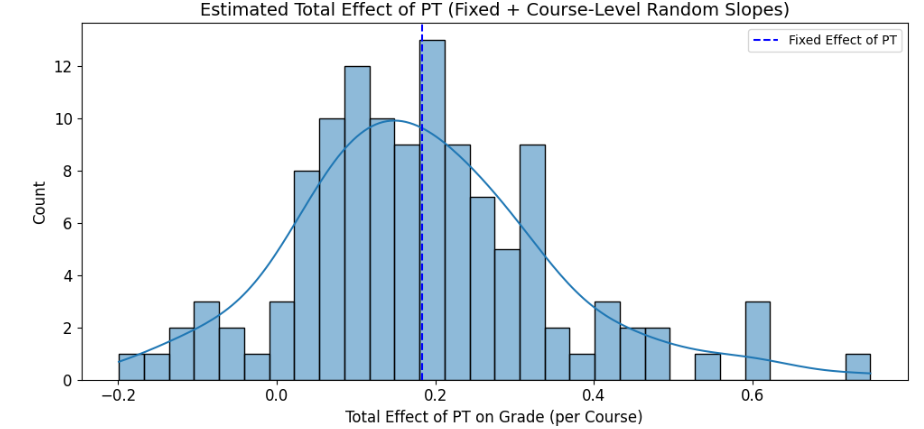 Estimated Total Effect of PT (Fixed + Course-Level Random Slopes)
Fixed Effect of PT
12
10
8
6
4
2
0
Count
−0.2 0.0 0.2 0.4 0.6
Total Effect of PT on Grade (per Course)